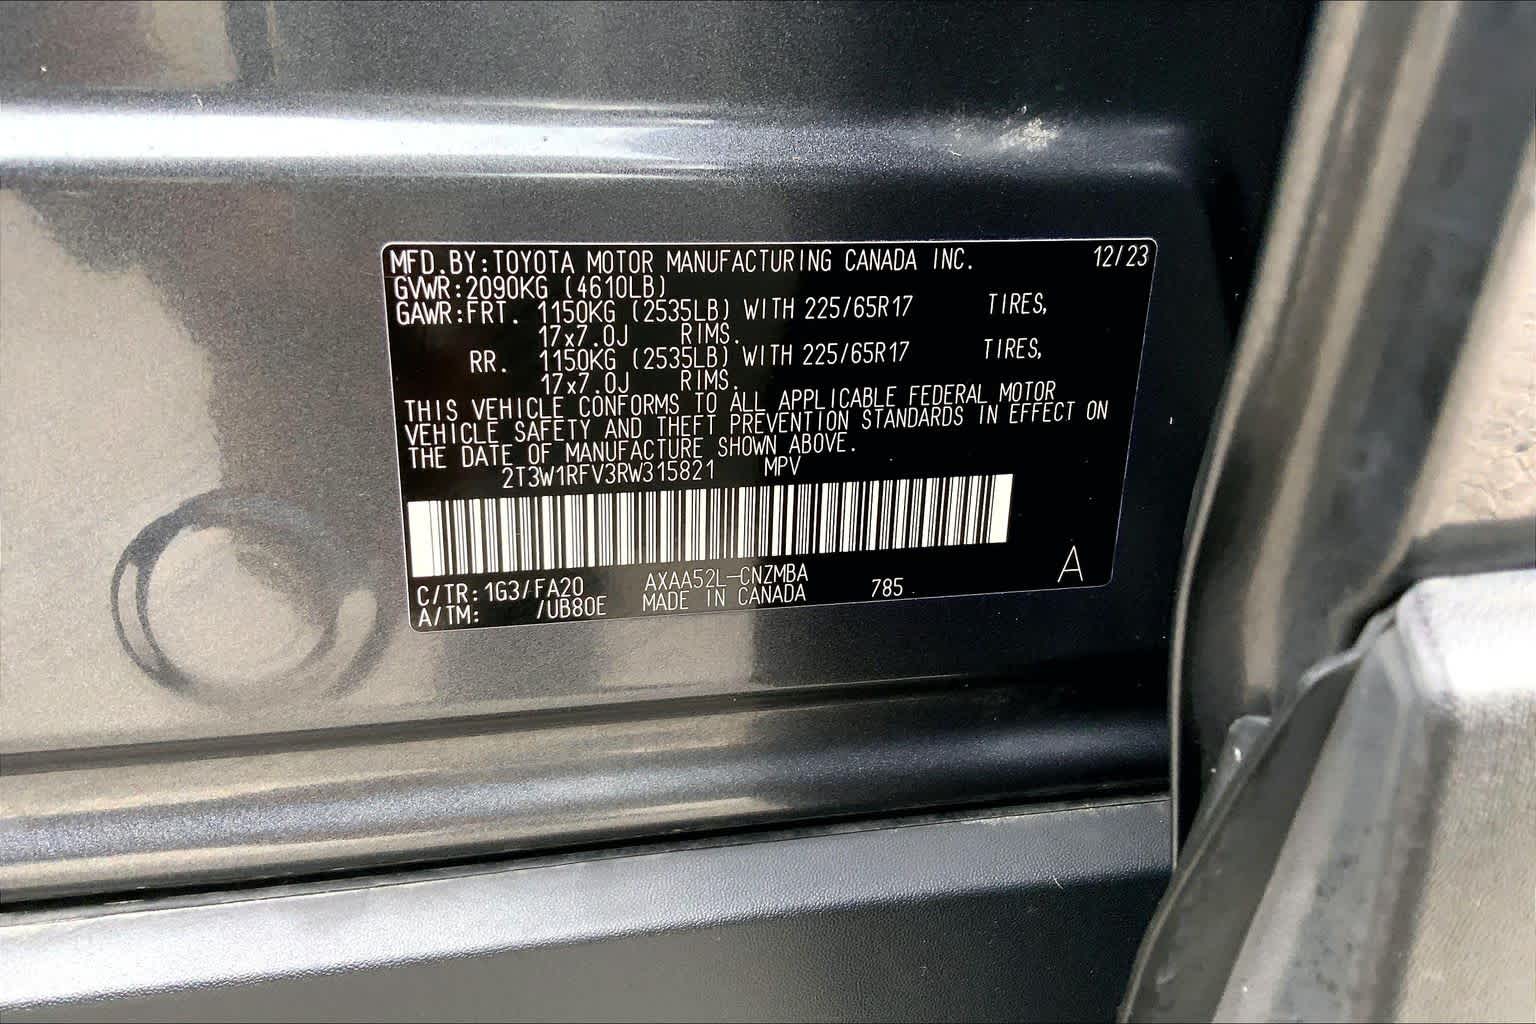 MFD.BY:TOYOTA MOTOR MANUFACTURING CANADA INC. 12/23
GVWR:2090KG (4610LB)
GAWR:FRT. 1150KG (2535LB) WITH 225/65R17 TIRES,
17x7.0J RIMS.
RR. 1150KG (2535LB) WITH 225/65R17 TIRES,
17x7.0J RIMS.
THIS VEHICLE CONFORMS TO ALL APPLICABLE FEDERAL MOTOR
VEHICLE SAFETY AND THEFT PREVENTION STANDARDS IN EFFECT ON
THE DATE OF MANUFACTURE SHOWN ABOVE.
2T3W1RFV3RW315821 MPV
C/TR:1G3/FA20 AXAA52L-CNZMBA 785 A
A/TM: /UB80E MADE IN CANADA